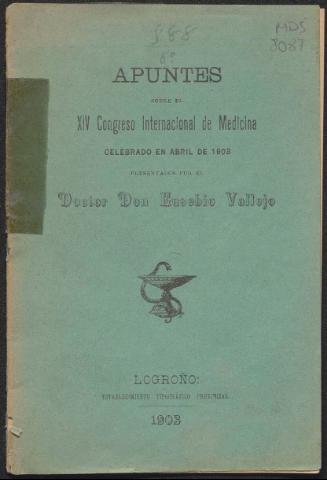 588
6º
MDS
3087
APUNTES
SOBRE EL
XIV Congreso Internacional de Medicina
CELEBRADO EN ABRIL DE 1903
PRESENTADOS POR EL
Doctor Don Eusebio Vallejo
LOGROÑO:
ESTABLECIMIENTO TIPOGRÁFICO PROVINCIAL
1903